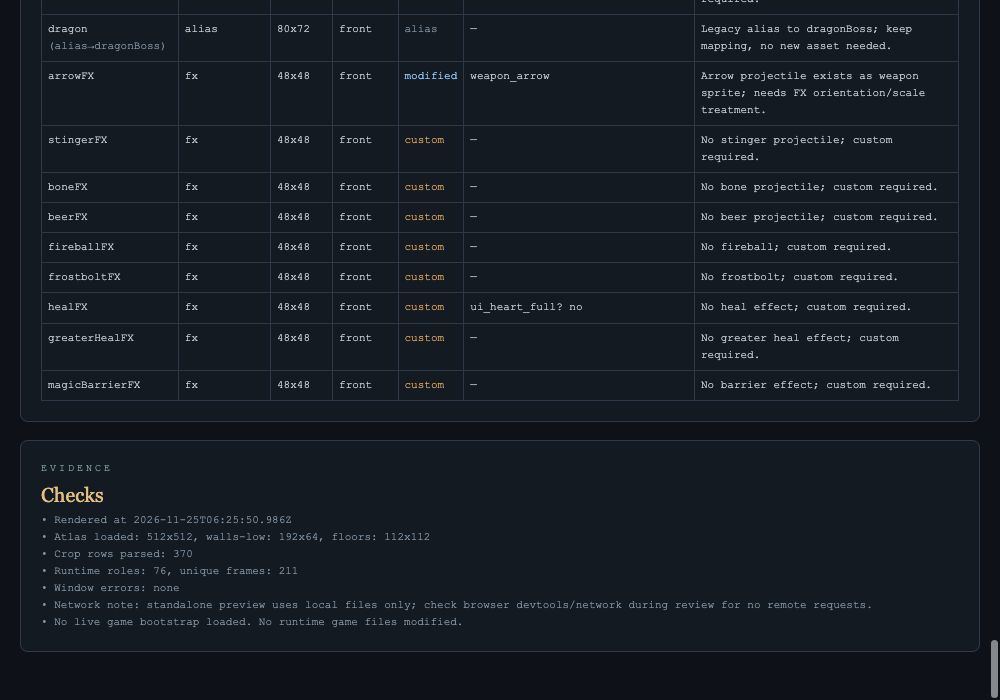 required.
dragon alias 80x72 front alias — Legacy alias to dragonBoss; keep
(alias→dragonBoss) mapping, no new asset needed.
arrowFX fx 48x48 front modified weapon_arrow Arrow projectile exists as weapon
sprite; needs FX orientation/scale
treatment.
stingerFX fx 48x48 front custom — No stinger projectile; custom
required.
boneFX fx 48x48 front custom — No bone projectile; custom required.
beerFX fx 48x48 front custom — No beer projectile; custom required.
fireballFX fx 48x48 front custom — No fireball; custom required.
frostboltFX fx 48x48 front custom — No frostbolt; custom required.
healFX fx 48x48 front custom ui_heart_full? no No heal effect; custom required.
greaterHealFX fx 48x48 front custom — No greater heal effect; custom
required.
magicBarrierFX fx 48x48 front custom — No barrier effect; custom required.
EVIDENCE
Checks
• Rendered at 2026-11-25T06:25:50.986Z
• Atlas loaded: 512x512, walls-low: 192x64, floors: 112x112
• Crop rows parsed: 370
• Runtime roles: 76, unique frames: 211
• Window errors: none
• Network note: standalone preview uses local files only; check browser devtools/network during review for no remote requests.
• No live game bootstrap loaded. No runtime game files modified.